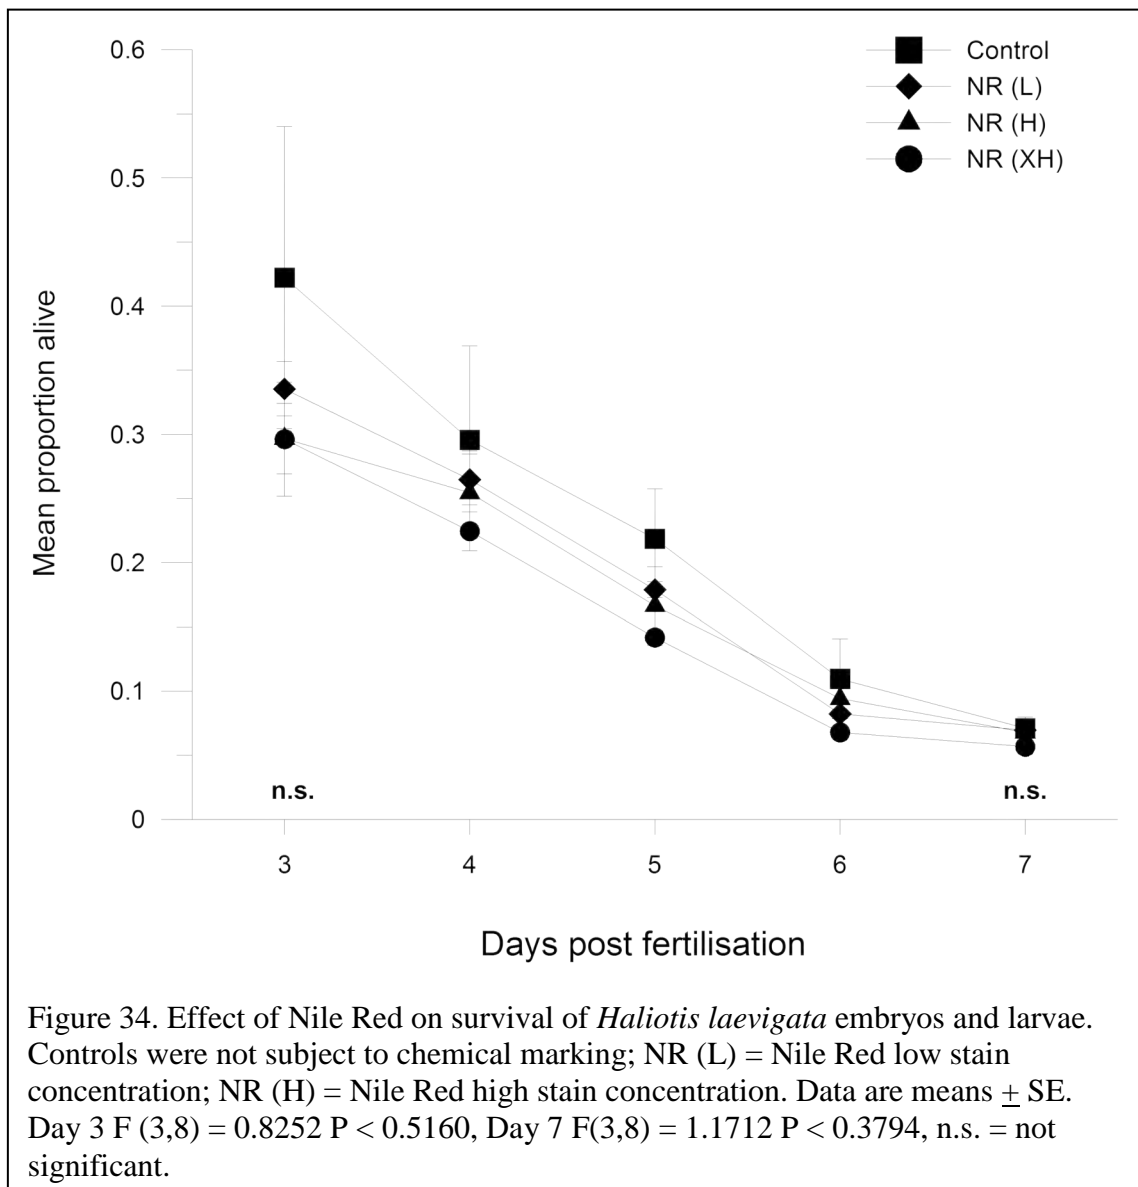 0.6
0.5
0.4
0.3
0.2
0.1
0
Mean proportion alive
Control
NR (L)
NR (H)
NR (XH)
n.s.
n.s.
3 4 5 6 7
Days post fertilisation
Figure 34. Effect of Nile Red on survival of Haliotis laevigata embryos and larvae.
Controls were not subject to chemical marking; NR (L) = Nile Red low stain
concentration; NR (H) = Nile Red high stain concentration. Data are means ± SE.
Day 3 F (3,8) = 0.8252 P < 0.5160, Day 7 F(3,8) = 1.1712 P < 0.3794, n.s. = not
significant.